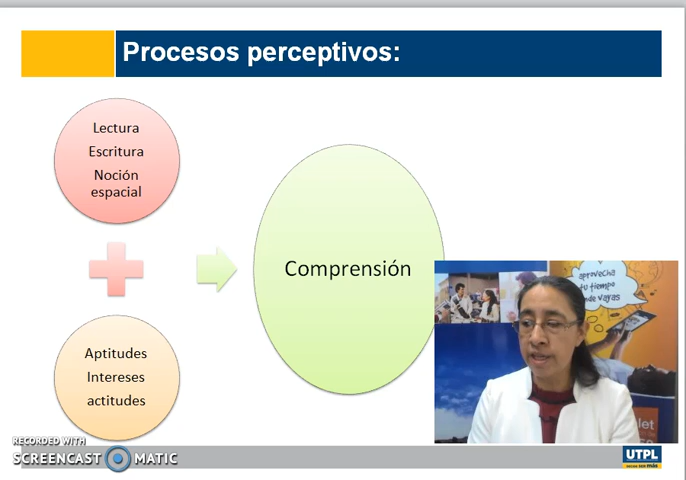 Procesos perceptivos:
Lectura
Escritura
Noción
espacial
Comprensión
Aptitudes
Intereses
actitudes
aprovecha
tu tiempo
RECORDED WITH
SCREENCAST MATIC
UTPL